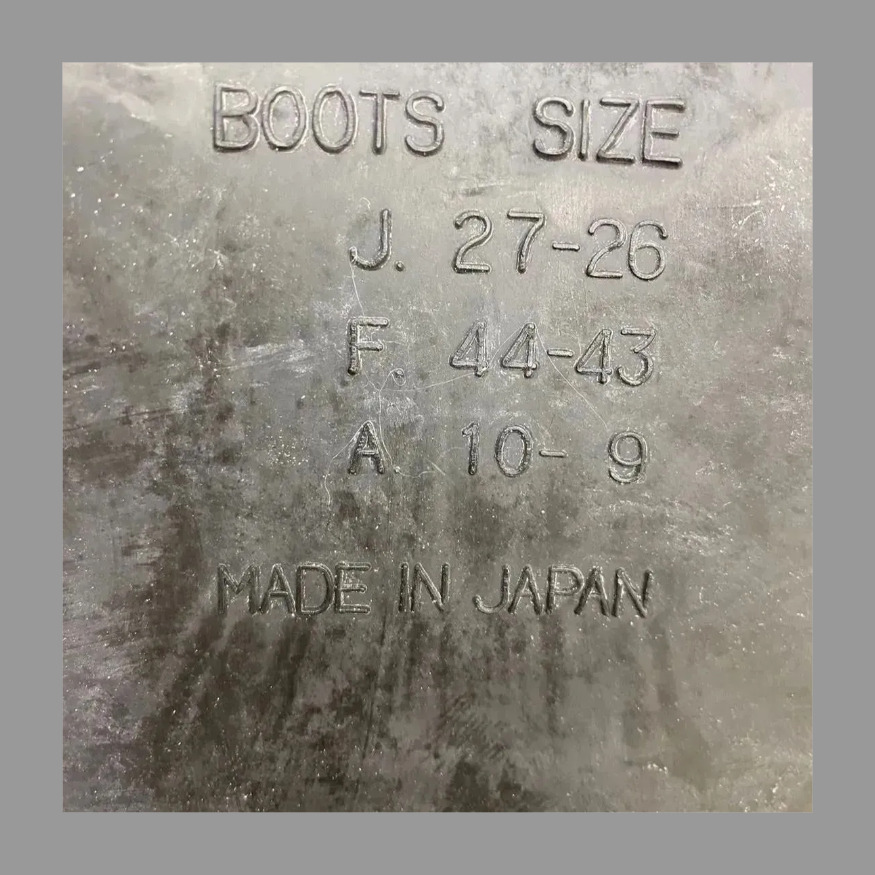 BOOTS SIZE
J. 27-26
F. 44-43
A. 10- 9
MADE IN JAPAN